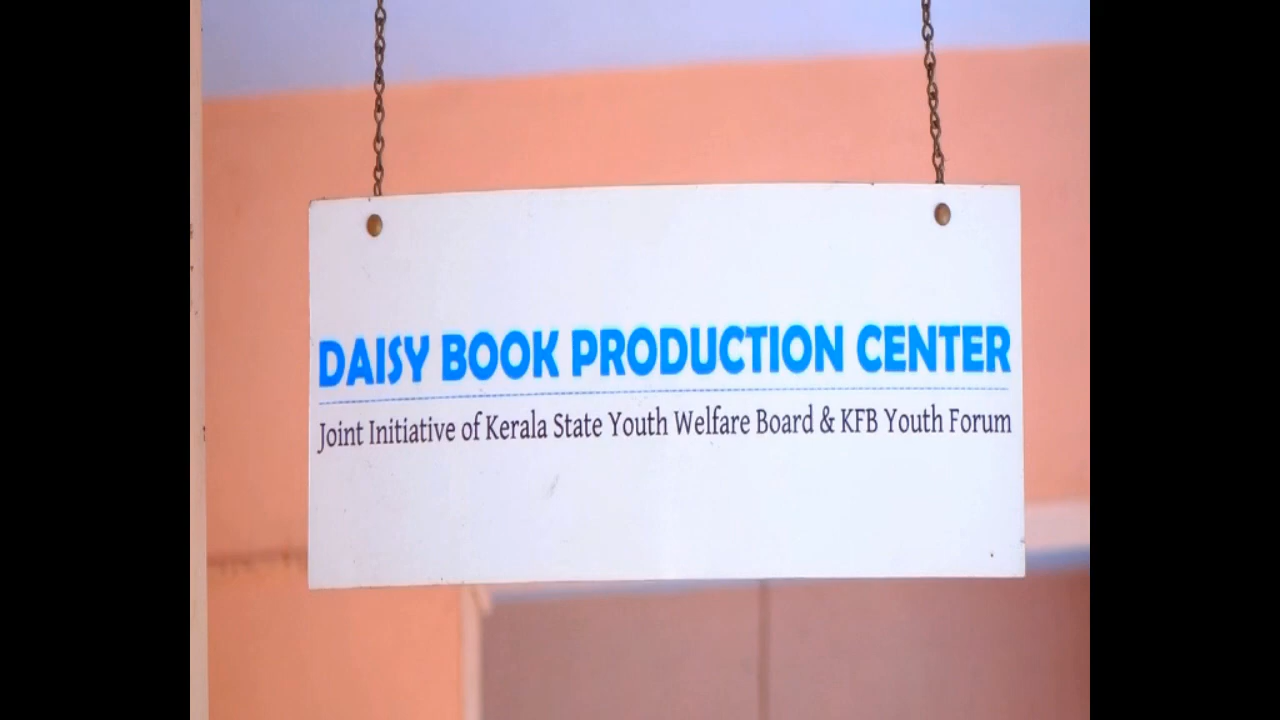 DAISY BOOK PRODUCTION CENTER
Joint Initiative of Kerala State Youth Welfare Board & KFB Youth Forum